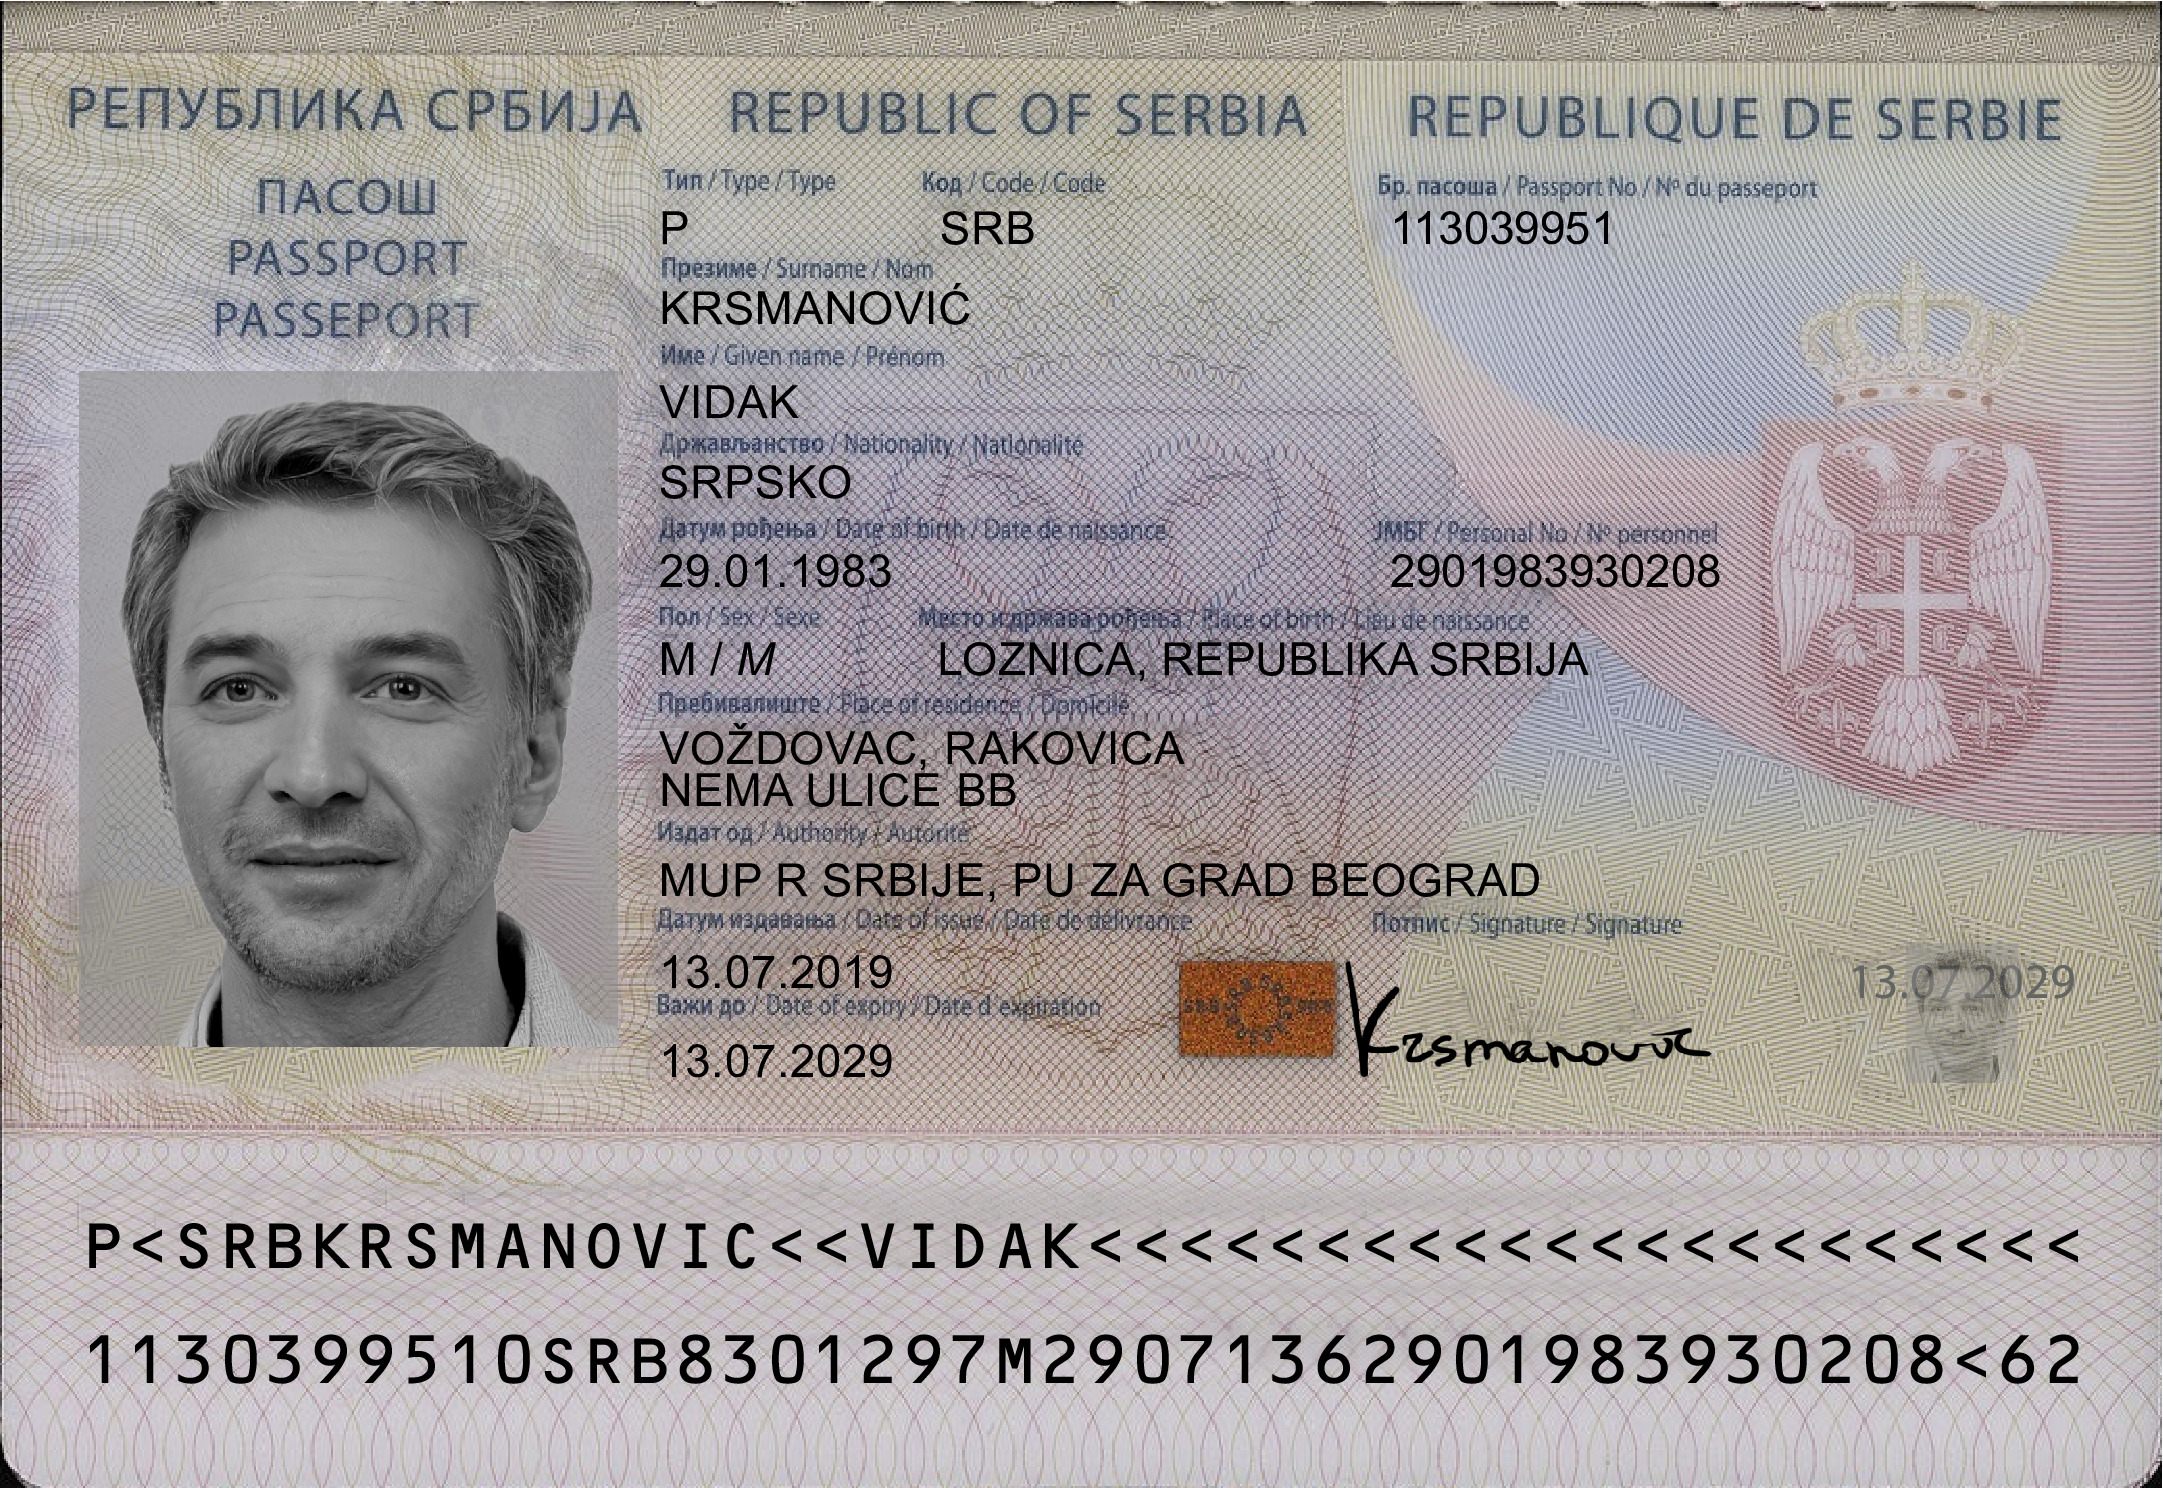 РЕПУБЛИКА СРБИЈА REPUBLIC OF SERBIA REPUBLIQUE DE SERBIE
ПАСОШ
PASSPORT
PASSEPORT
Тип / Type / Type Код / Code / Code Бр. пасоша / Passport No / Nº du passeport
P SRB 113039951
Презиме / Surname / Nom
KRSMANOVIĆ
Име / Given name / Prénom
VIDAK
Држављанство / Nationality / Nationalité
SRPSKO
Датум рођења / Date of birth / Date de naissance ЈМБГ / Personal No / Nº personnel
29.01.1983 2901983930208
Пол / Sex / Sexe Место и држава рођења / Place of birth / Lieu de naissance
M / M LOZNICA, REPUBLIKA SRBIJA
Пребивалиште / Place of residence / Domicile
VOŽDOVAC, RAKOVICA
NEMA ULICE BB
Издат од / Authority / Autorité
MUP R SRBIJE, PU ZA GRAD BEOGRAD
Датум издавања / Date of issue / Date de délivrance Потпис / Signature / Signature
13.07.2019 13.07.2029
Важи до / Date of expiry / Date d expiration
Krsmanović
13.07.2029
P<SRBKRSMANOVIC<<VIDAK<<<<<<<<<<<<<<<<<<<<<<
1130399510SRB8301297M29071362901983930208<62